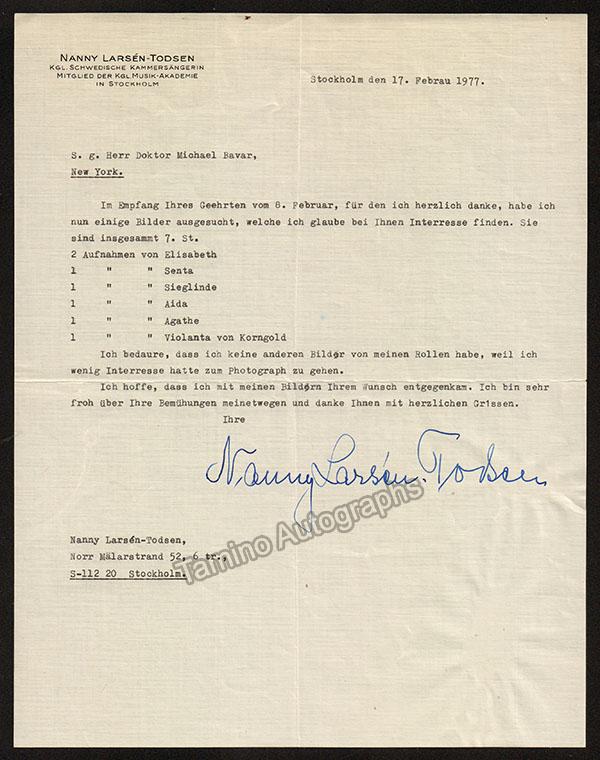 NANNY LARSÉN-TODSEN
KGL. SCHWEDISCHE KAMMERSÄNGERIN
MITGLIED DER KGL. MUSIK-AKADEMIE
IN STOCKHOLM
Stockholm den 17. Februau 1977.
S. g. Herr Doktor Michael Bavar,
New York.
Im Empfang Ihres Geehrten vom 8. Februar, für den ich herzlich danke, habe ich
nun einige Bilder ausgesucht, welche ich glaube bei Ihnen Interresse finden. Sie
sind insgesammt 7. St.
2 Aufnahmen von Elisabeth
1 " " Senta
1 " " Sieglinde
1 " " Aida
1 " " Agathe
1 " " Violanta von Korngold
Ich bedaure, dass ich keine anderen Bilder von meinen Rollen habe, weil ich
wenig Interresse hatte zum Photograph zu gehen.
Ich hoffe, dass ich mit meinen Bildern Ihrem Wunsch entgegenkam. Ich bin sehr
froh über Ihre Bemühungen meinetwegen und danke Ihnen mit herzlichen Grissen.
Ihre
Nanny Larsén-Todsen
Tamino Autographs
Nanny Larsén-Todsen,
Norr Mälarstrand 52, 6 tr.,
S-112 20 Stockholm.